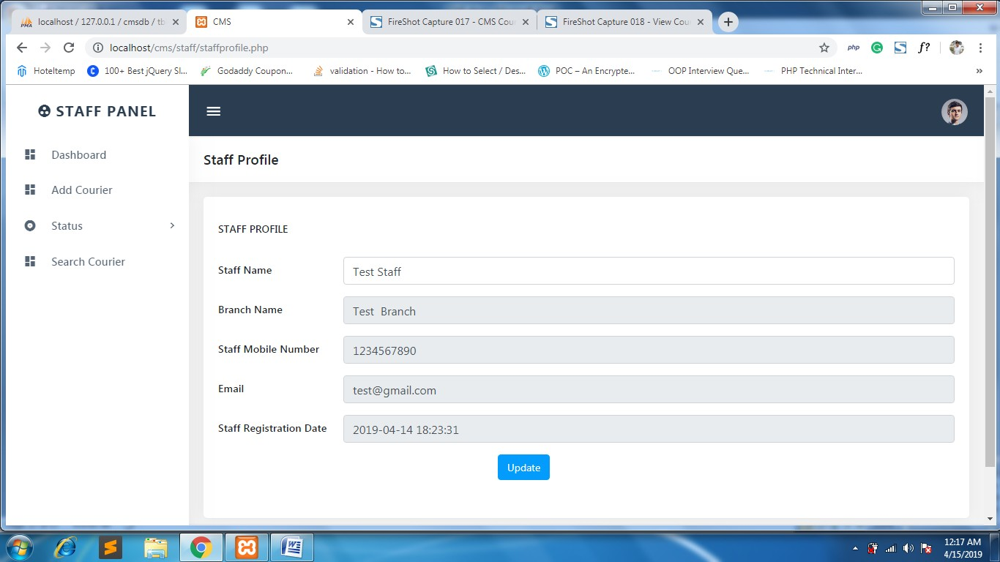 localhost / 127.0.0.1 / cmsdb / tb
CMS
FireShot Capture 017 - CMS Cou
FireShot Capture 018 - View Cou
localhost/cms/staff/staffprofile.php
php
f?
Hoteltemp
100+ Best jQuery Sl...
Godaddy Coupon...
validation - How to...
How to Select / Des...
POC – An Encrypte...
OOP Interview Que...
PHP Technical Inter...
»
STAFF PANEL
Dashboard
Add Courier
Status
Search Courier
Staff Profile
STAFF PROFILE
Staff Name
Test Staff
Branch Name
Test  Branch
Staff Mobile Number
1234567890
Email
test@gmail.com
Staff Registration Date
2019-04-14 18:23:31
Update
12:17 AM
4/15/2019